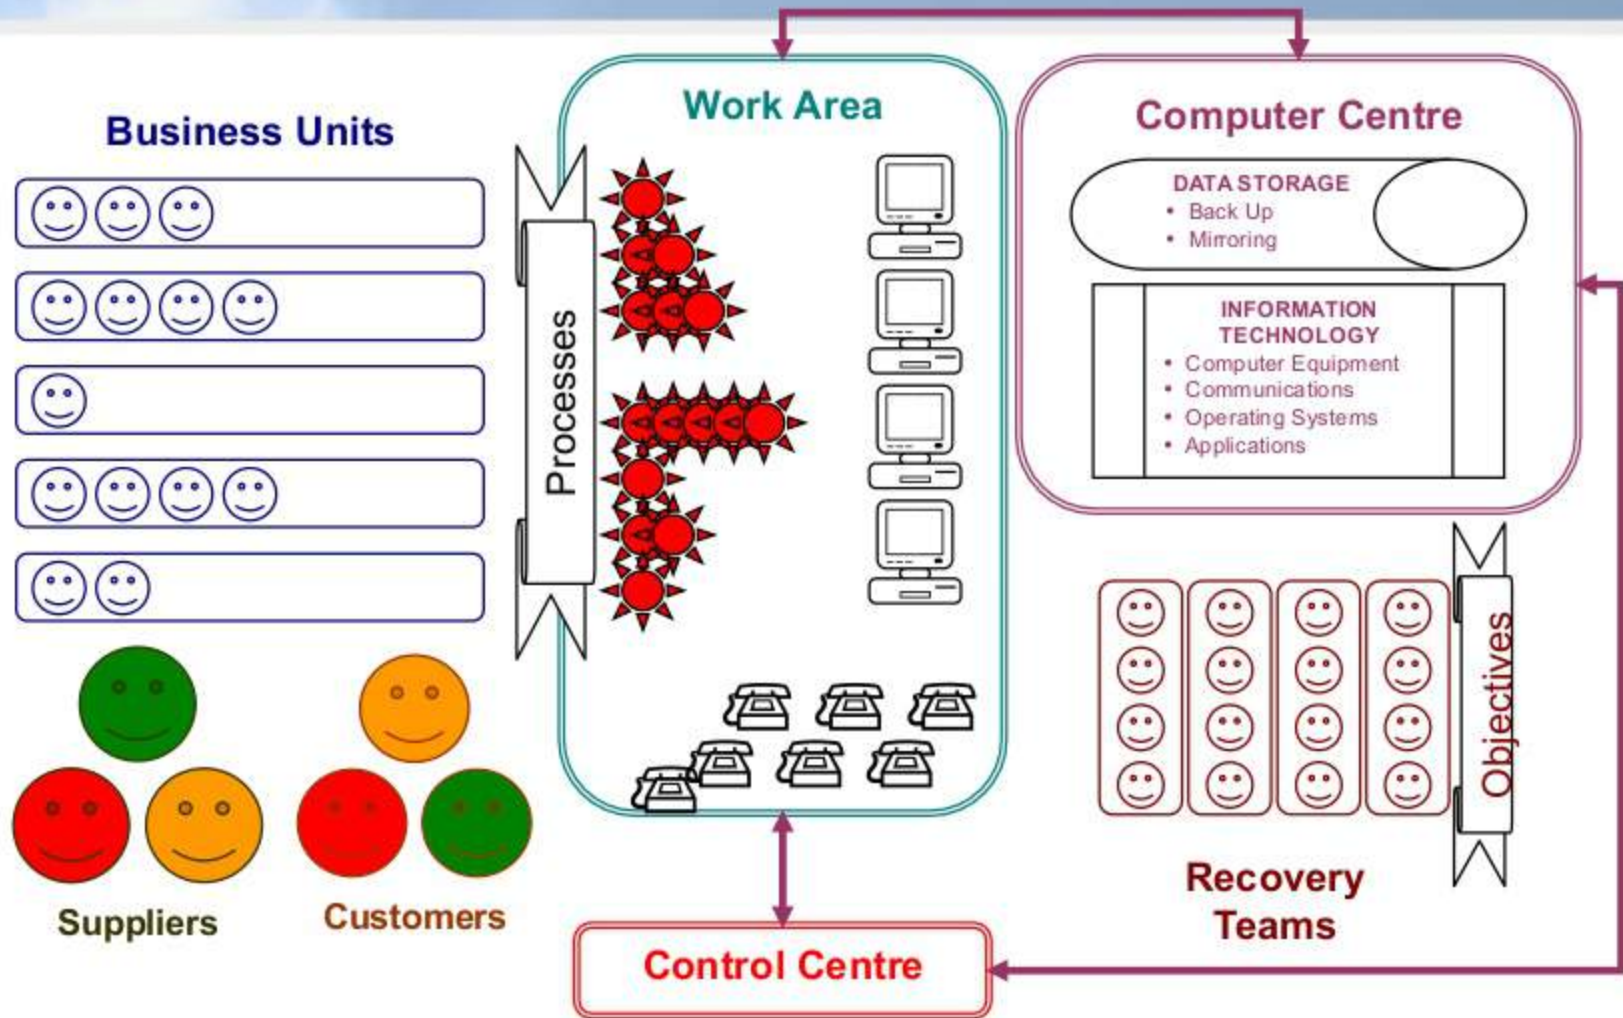 Business Units
Processes
Suppliers
Customers
Work Area
Control Centre
Computer Centre
DATA STORAGE
• Back Up
• Mirroring
INFORMATION
TECHNOLOGY
• Computer Equipment
• Communications
• Operating Systems
• Applications
Objectives
Recovery
Teams